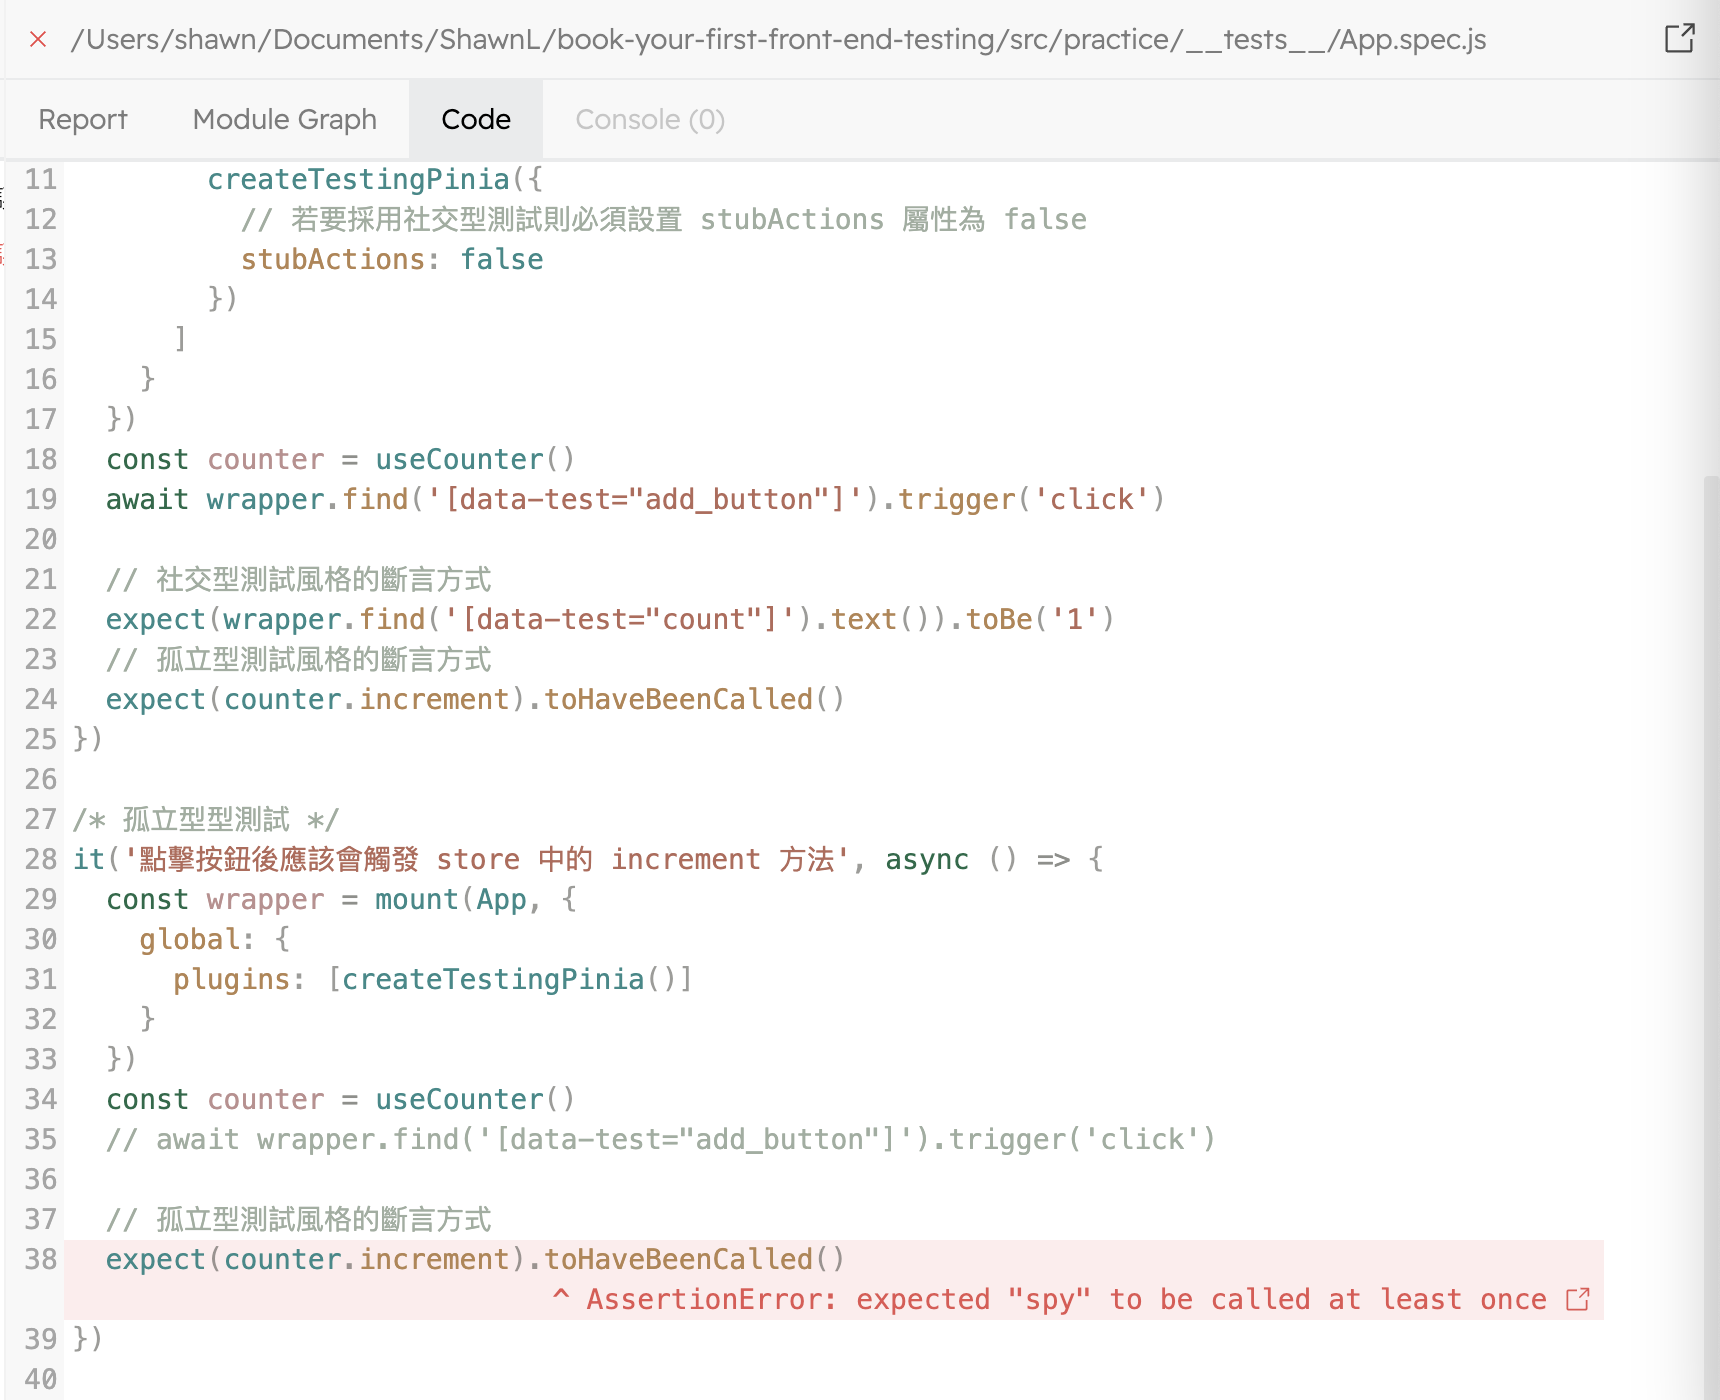 /Users/shawn/Documents/ShawnL/book-your-first-front-end-testing/src/practice/__tests__/App.spec.js
Report Module Graph Code Console (0)
11 createTestingPinia({
12 // 若要採用社交型測試則必須設置 stubActions 屬性為 false
13 stubActions: false
14 })
15 ]
16 }
17 })
18 const counter = useCounter()
19 await wrapper.find('[data-test="add_button"]').trigger('click')
20
21 // 社交型測試風格的斷言方式
22 expect(wrapper.find('[data-test="count"]').text()).toBe('1')
23 // 孤立型測試風格的斷言方式
24 expect(counter.increment).toHaveBeenCalled()
25 })
26
27 /* 孤立型型測試 */
28 it('點擊按鈕後應該會觸發 store 中的 increment 方法', async () => {
29 const wrapper = mount(App, {
30 global: {
31 plugins: [createTestingPinia()]
32 }
33 })
34 const counter = useCounter()
35 // await wrapper.find('[data-test="add_button"]').trigger('click')
36
37 // 孤立型測試風格的斷言方式
38 expect(counter.increment).toHaveBeenCalled()
^ AssertionError: expected "spy" to be called at least once
39 })
40